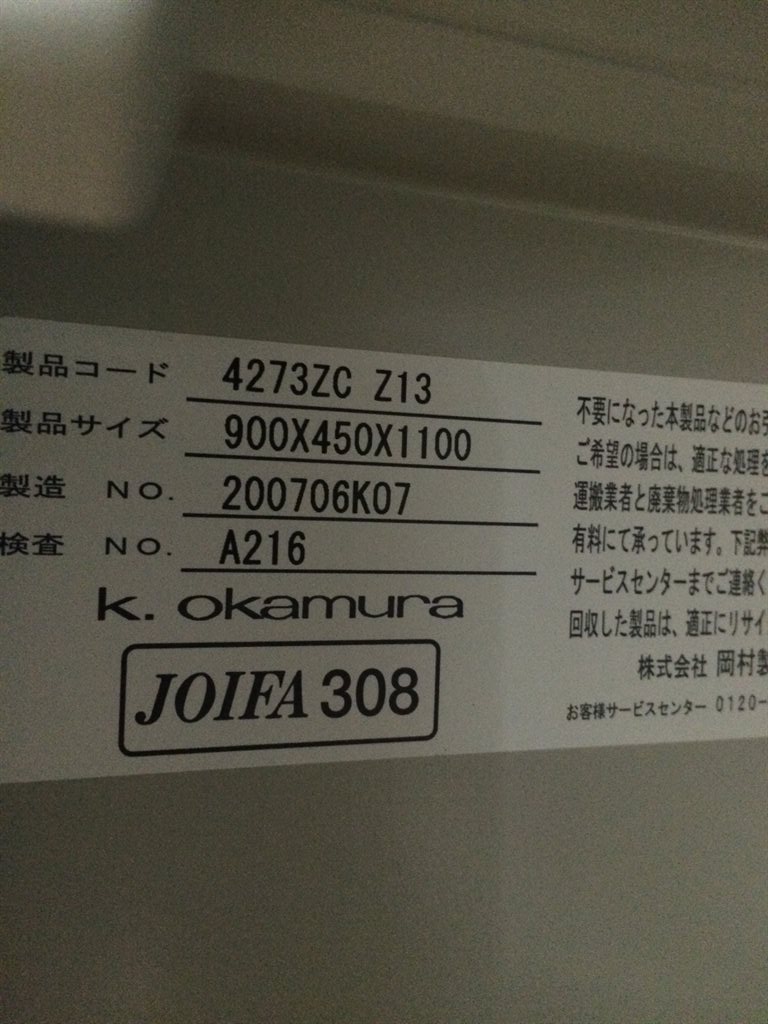 製品コード 4273ZC Z13
製品サイズ 900X450X1100
製造 NO. 200706K07
検査 NO. A216
k. okamura
JOIFA 308
不要になった本製品などのお
ご希望の場合は、適正な処理を
運搬業者と廃棄物処理業者をご
有料にて承っています。下記
サービスセンターまでご連絡く
回収した製品は、適正にリサイ
株式会社 岡村製
お客様サービスセンター 0120-